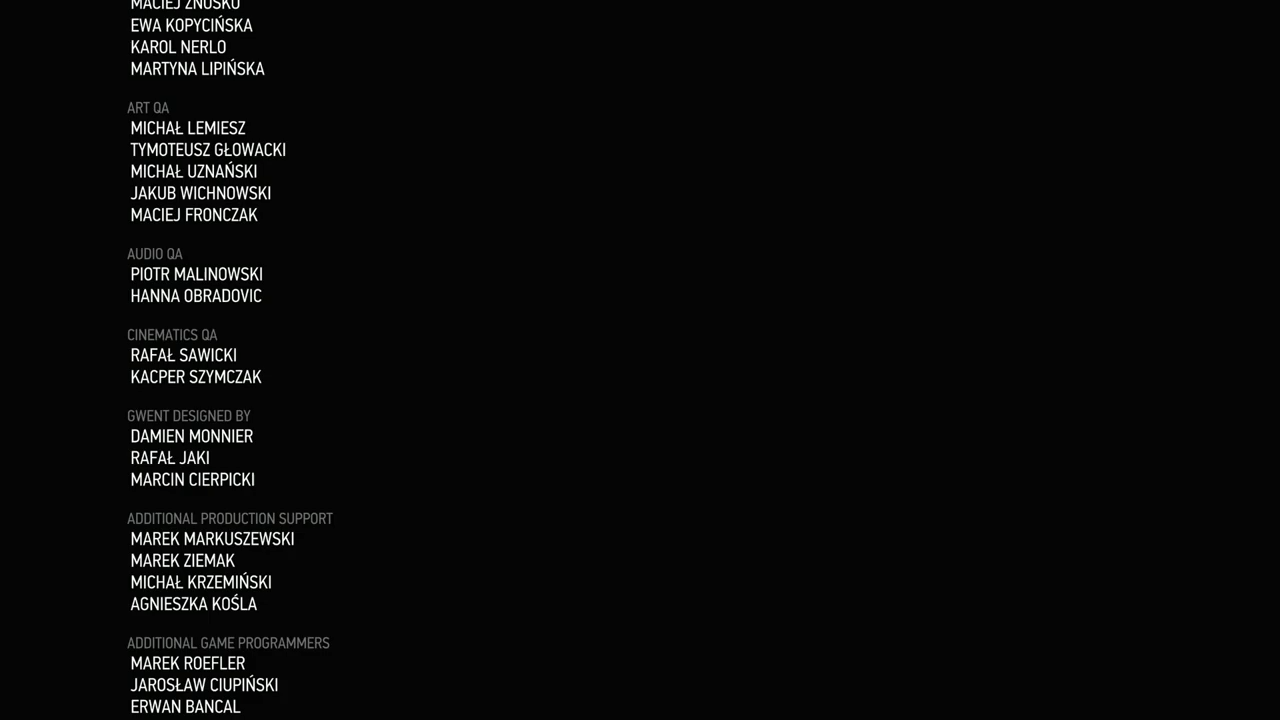 MACIEJ ZNOSKO
EWA KOPYCIŃSKA
KAROL NERLO
MARTYNA LIPIŃSKA
ART QA
MICHAŁ LEMIESZ
TYMOTEUSZ GŁOWACKI
MICHAŁ UZNAŃSKI
JAKUB WICHNOWSKI
MACIEJ FRONCZAK
AUDIO QA
PIOTR MALINOWSKI
HANNA OBRADOVIC
CINEMATICS QA
RAFAŁ SAWICKI
KACPER SZYMCZAK
GWENT DESIGNED BY
DAMIEN MONNIER
RAFAŁ JAKI
MARCIN CIERPICKI
ADDITIONAL PRODUCTION SUPPORT
MAREK MARKUSZEWSKI
MAREK ZIEMAK
MICHAŁ KRZEMIŃSKI
AGNIESZKA KOŚLA
ADDITIONAL GAME PROGRAMMERS
MAREK ROEFLER
JAROSŁAW CIUPIŃSKI
ERWAN BANCAL